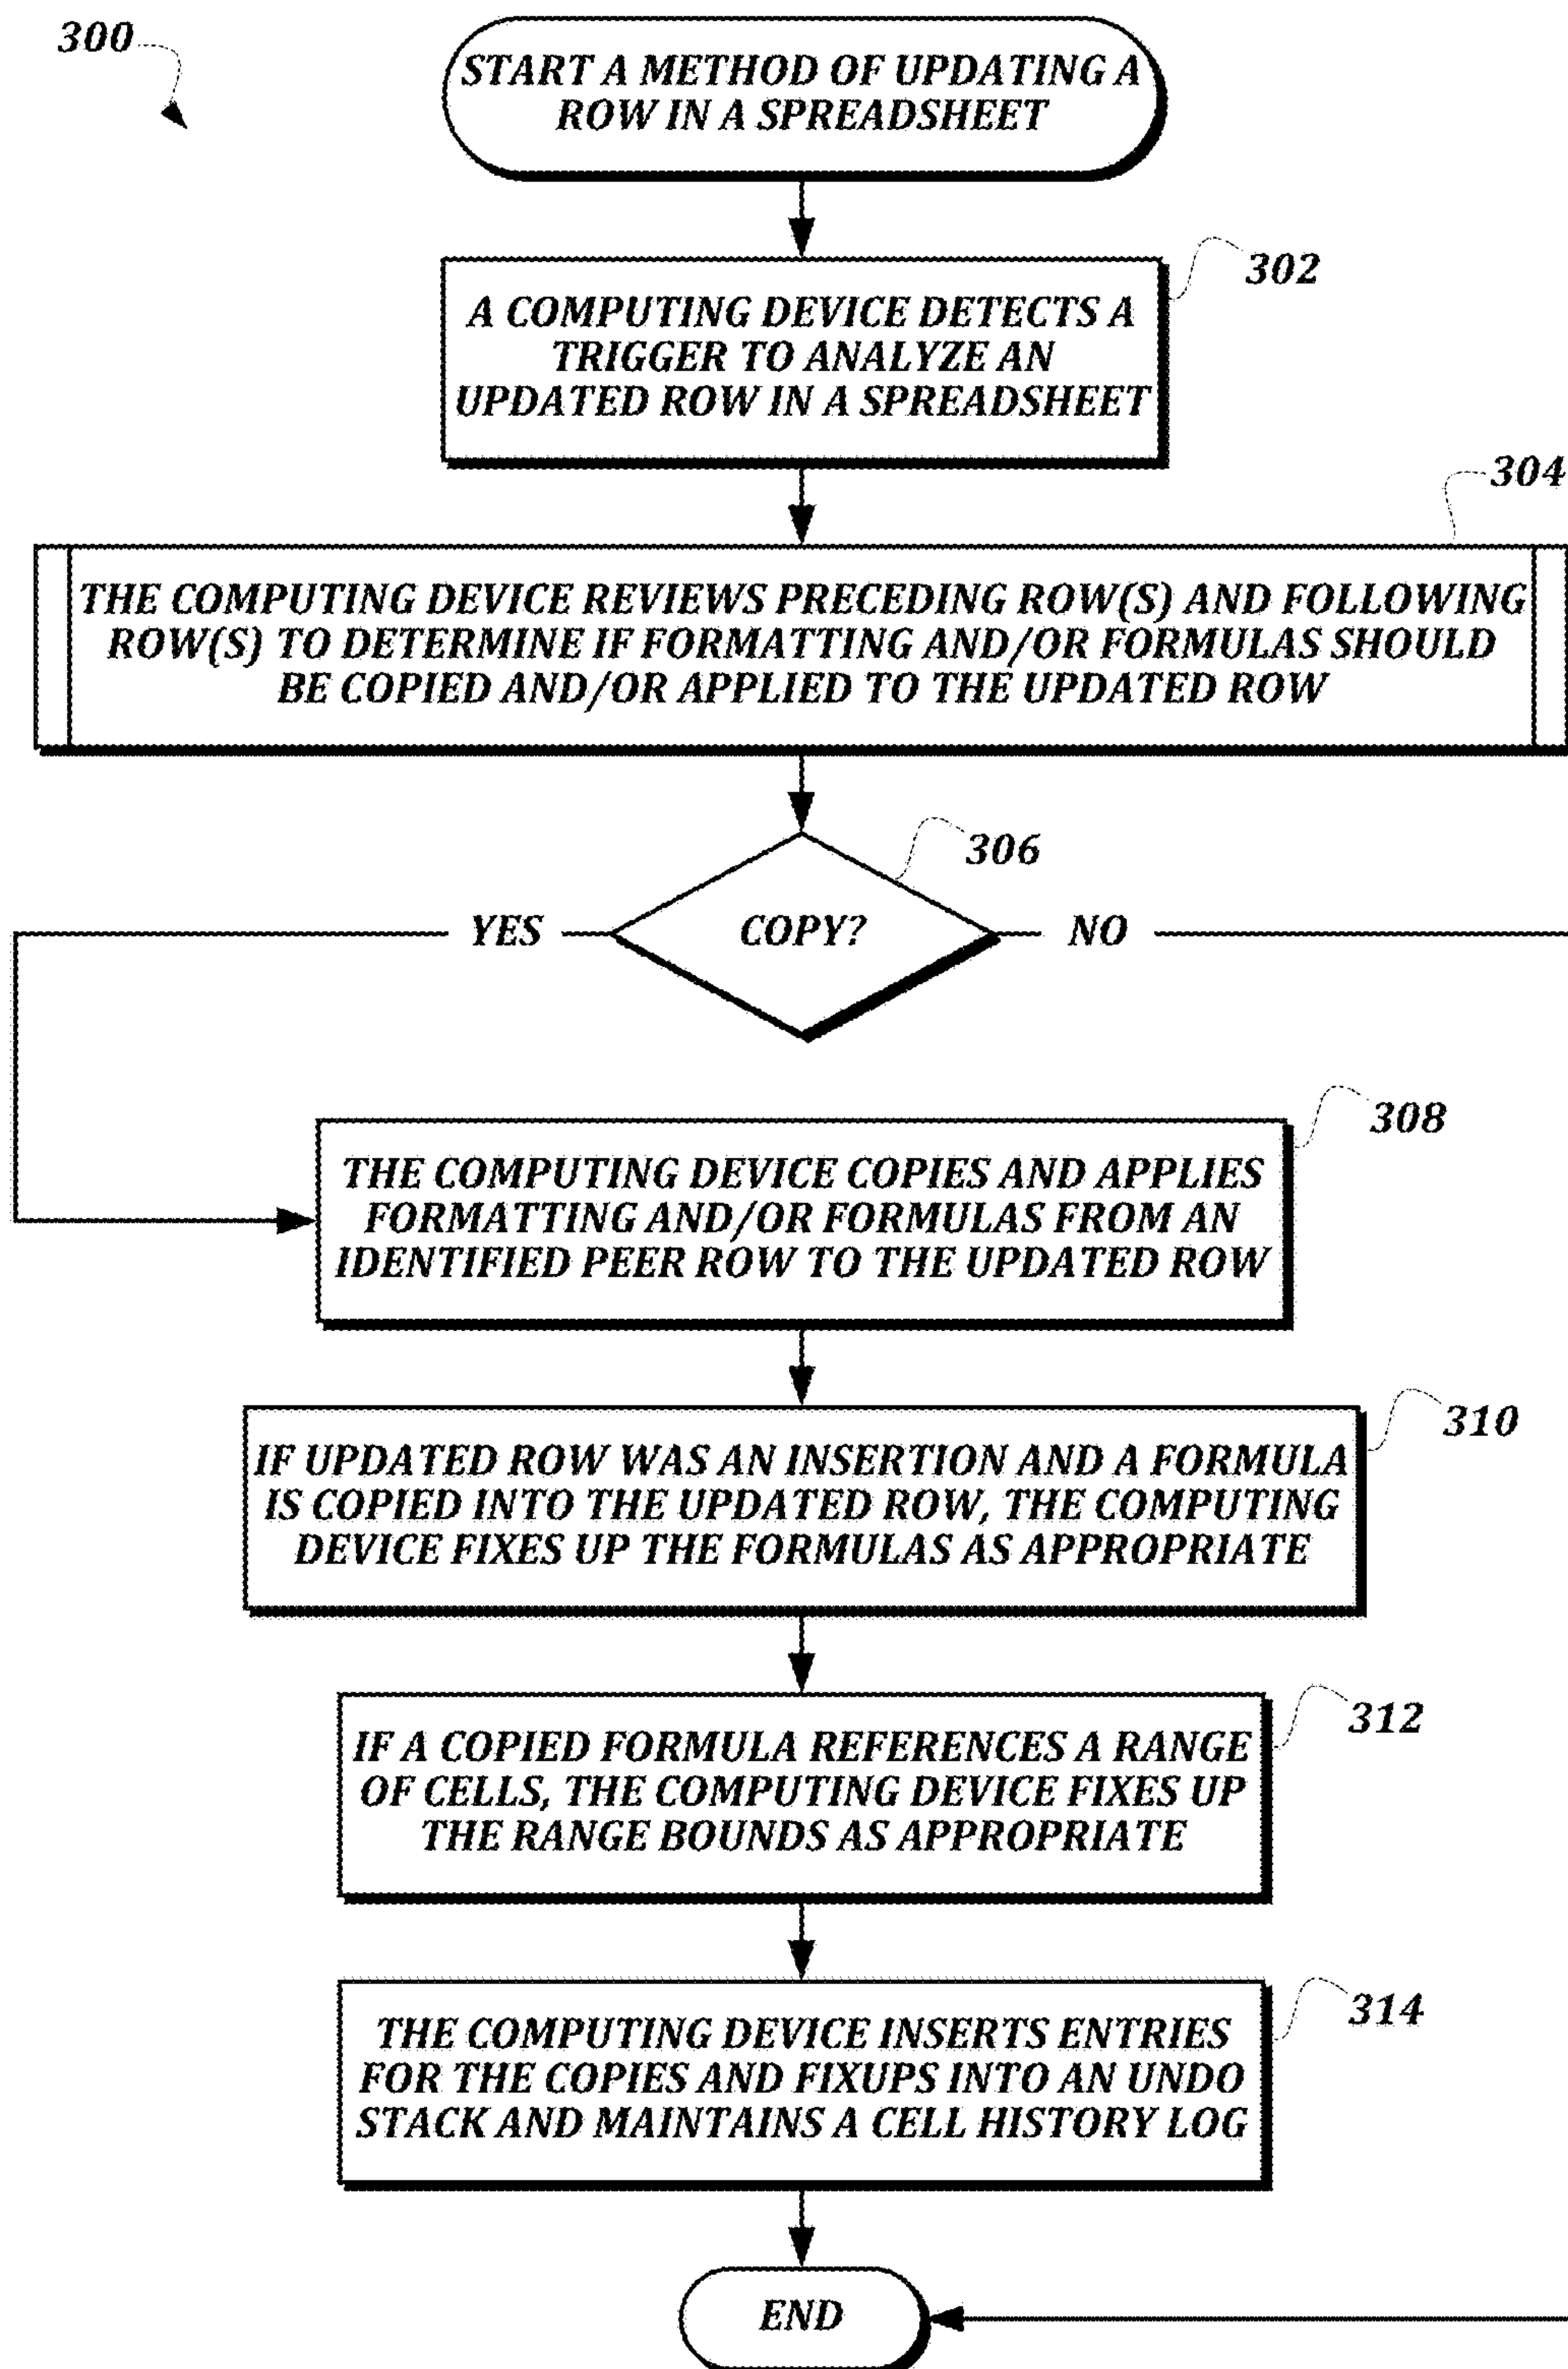 300
START A METHOD OF UPDATING A
ROW IN A SPREADSHEET
302
A COMPUTING DEVICE DETECTS A
TRIGGER TO ANALYZE AN
UPDATED ROW IN A SPREADSHEET
304
THE COMPUTING DEVICE REVIEWS PRECEDING ROW(S) AND FOLLOWING
ROW(S) TO DETERMINE IF FORMATTING AND/OR FORMULAS SHOULD
BE COPIED AND/OR APPLIED TO THE UPDATED ROW
306
YES
COPY?
NO
308
THE COMPUTING DEVICE COPIES AND APPLIES
FORMATTING AND/OR FORMULAS FROM AN
IDENTIFIED PEER ROW TO THE UPDATED ROW
310
IF UPDATED ROW WAS AN INSERTION AND A FORMULA
IS COPIED INTO THE UPDATED ROW, THE COMPUTING
DEVICE FIXES UP THE FORMULAS AS APPROPRIATE
312
IF A COPIED FORMULA REFERENCES A RANGE
OF CELLS, THE COMPUTING DEVICE FIXES UP
THE RANGE BOUNDS AS APPROPRIATE
314
THE COMPUTING DEVICE INSERTS ENTRIES
FOR THE COPIES AND FIXUPS INTO AN UNDO
STACK AND MAINTAINS A CELL HISTORY LOG
END